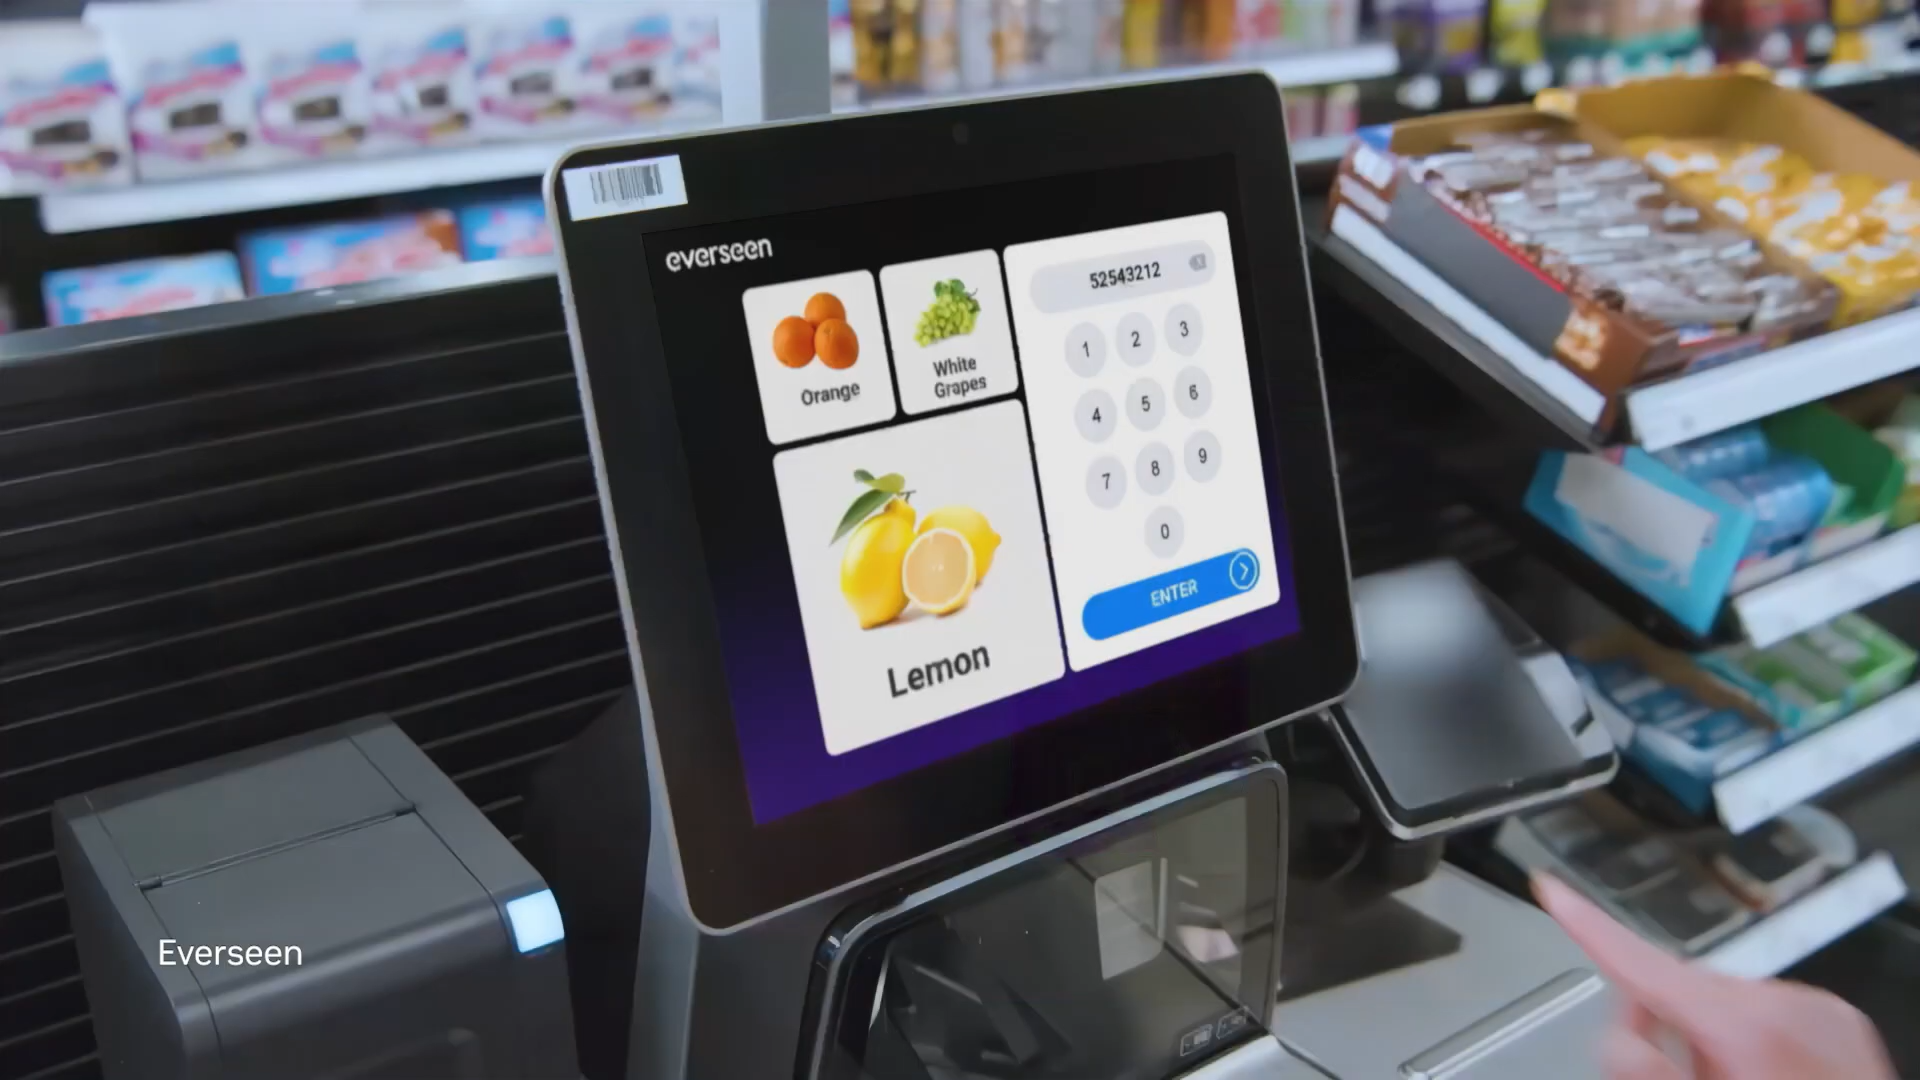 everseen
Orange
White
Grapes
Lemon
52543212
1 2 3
4 5 6
7 8 9
0
ENTER
Everseen